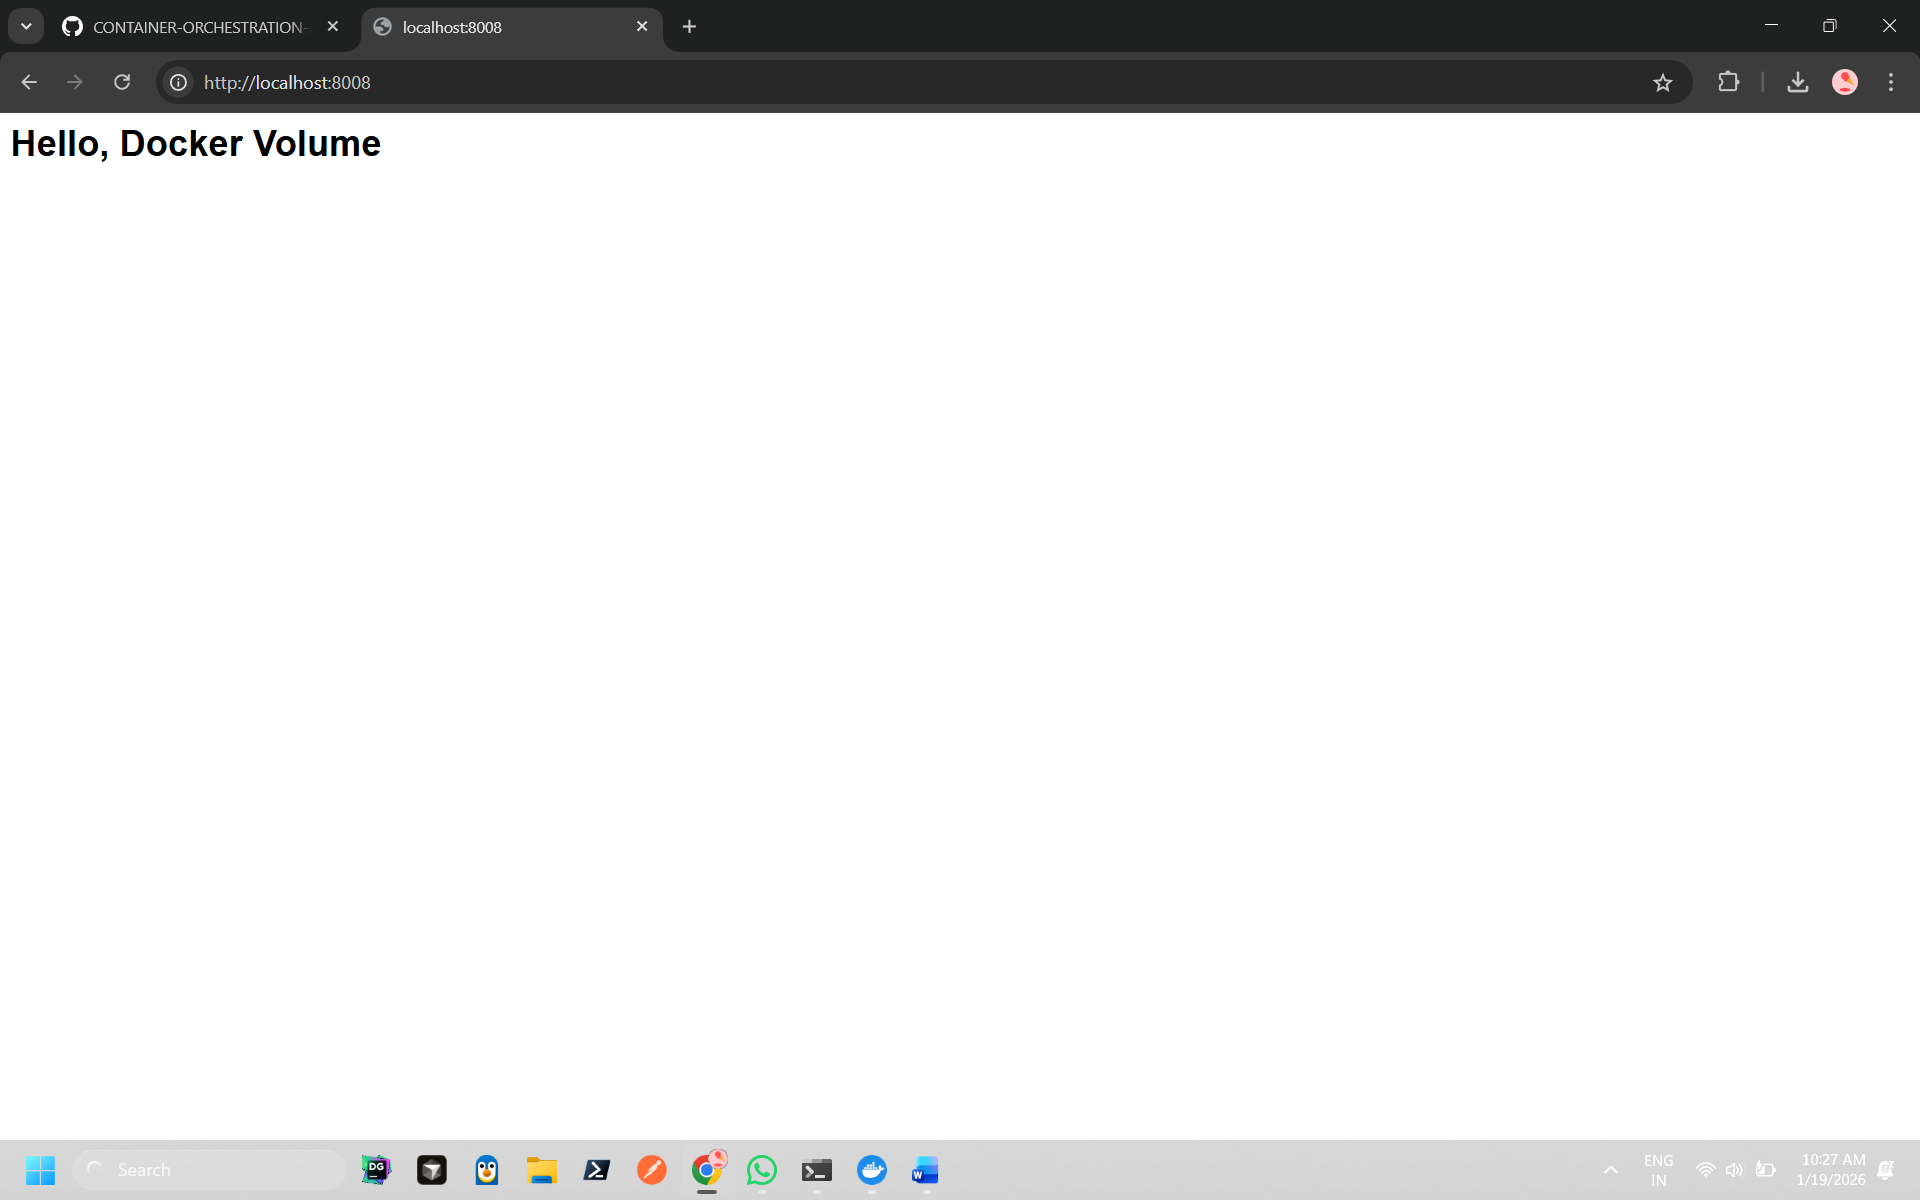 CONTAINER-ORCHESTRATION-
localhost:8008
http://localhost:8008
Hello, Docker Volume
Search
DG
W
ENG
IN
10:27 AM
1/19/2026